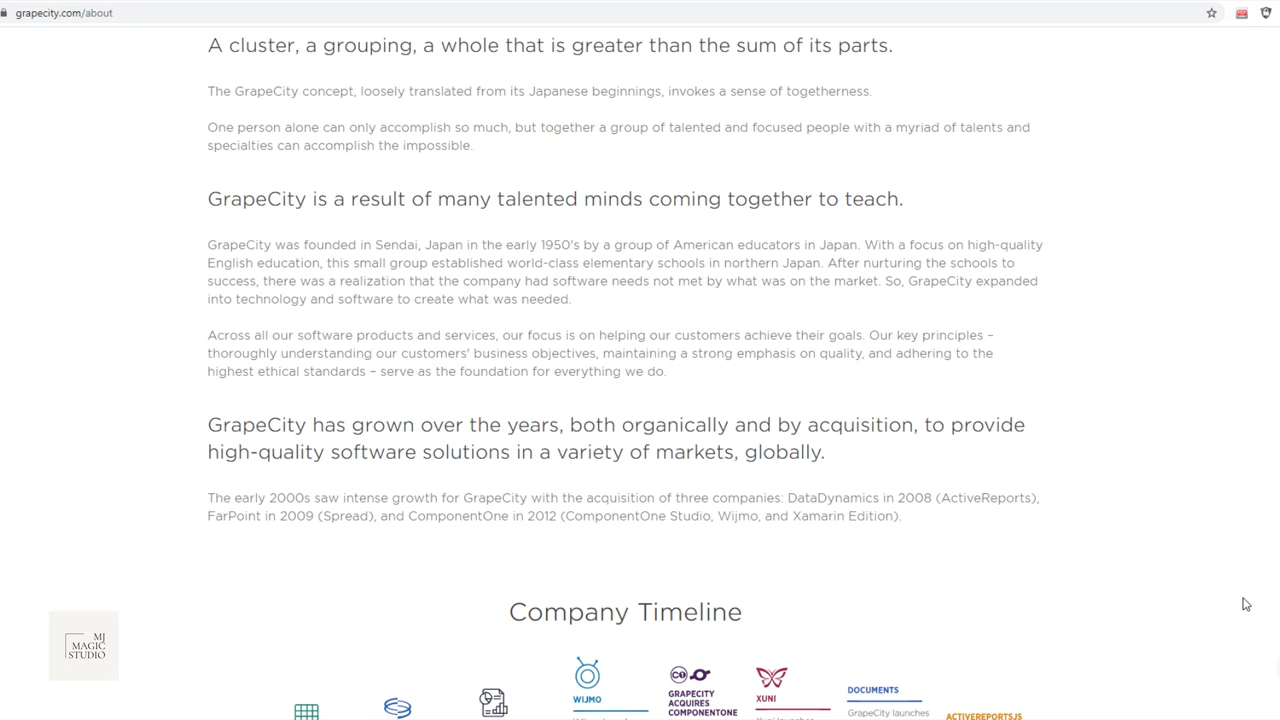 grapecity.com/about
A cluster, a grouping, a whole that is greater than the sum of its parts.
The GrapeCity concept, loosely translated from its Japanese beginnings, invokes a sense of togetherness.
One person alone can only accomplish so much, but together a group of talented and focused people with a myriad of talents and
specialties can accomplish the impossible.
GrapeCity is a result of many talented minds coming together to teach.
GrapeCity was founded in Sendai, Japan in the early 1950's by a group of American educators in Japan. With a focus on high-quality
English education, this small group established world-class elementary schools in northern Japan. After nurturing the schools to
success, there was a realization that the company had software needs not met by what was on the market. So, GrapeCity expanded
into technology and software to create what was needed.
Across all our software products and services, our focus is on helping our customers achieve their goals. Our key principles –
thoroughly understanding our customers' business objectives, maintaining a strong emphasis on quality, and adhering to the
highest ethical standards – serve as the foundation for everything we do.
GrapeCity has grown over the years, both organically and by acquisition, to provide
high-quality software solutions in a variety of markets, globally.
The early 2000s saw intense growth for GrapeCity with the acquisition of three companies: DataDynamics in 2008 (ActiveReports),
FarPoint in 2009 (Spread), and ComponentOne in 2012 (ComponentOne Studio, Wijmo, and Xamarin Edition).
Company Timeline
MJ
MAGIC
STUDIO
WIJMO
C1
GRAPECITY
ACQUIRES
COMPONENTONE
XUNI
DOCUMENTS
GrapeCity launches
ACTIVEREPORTSJS